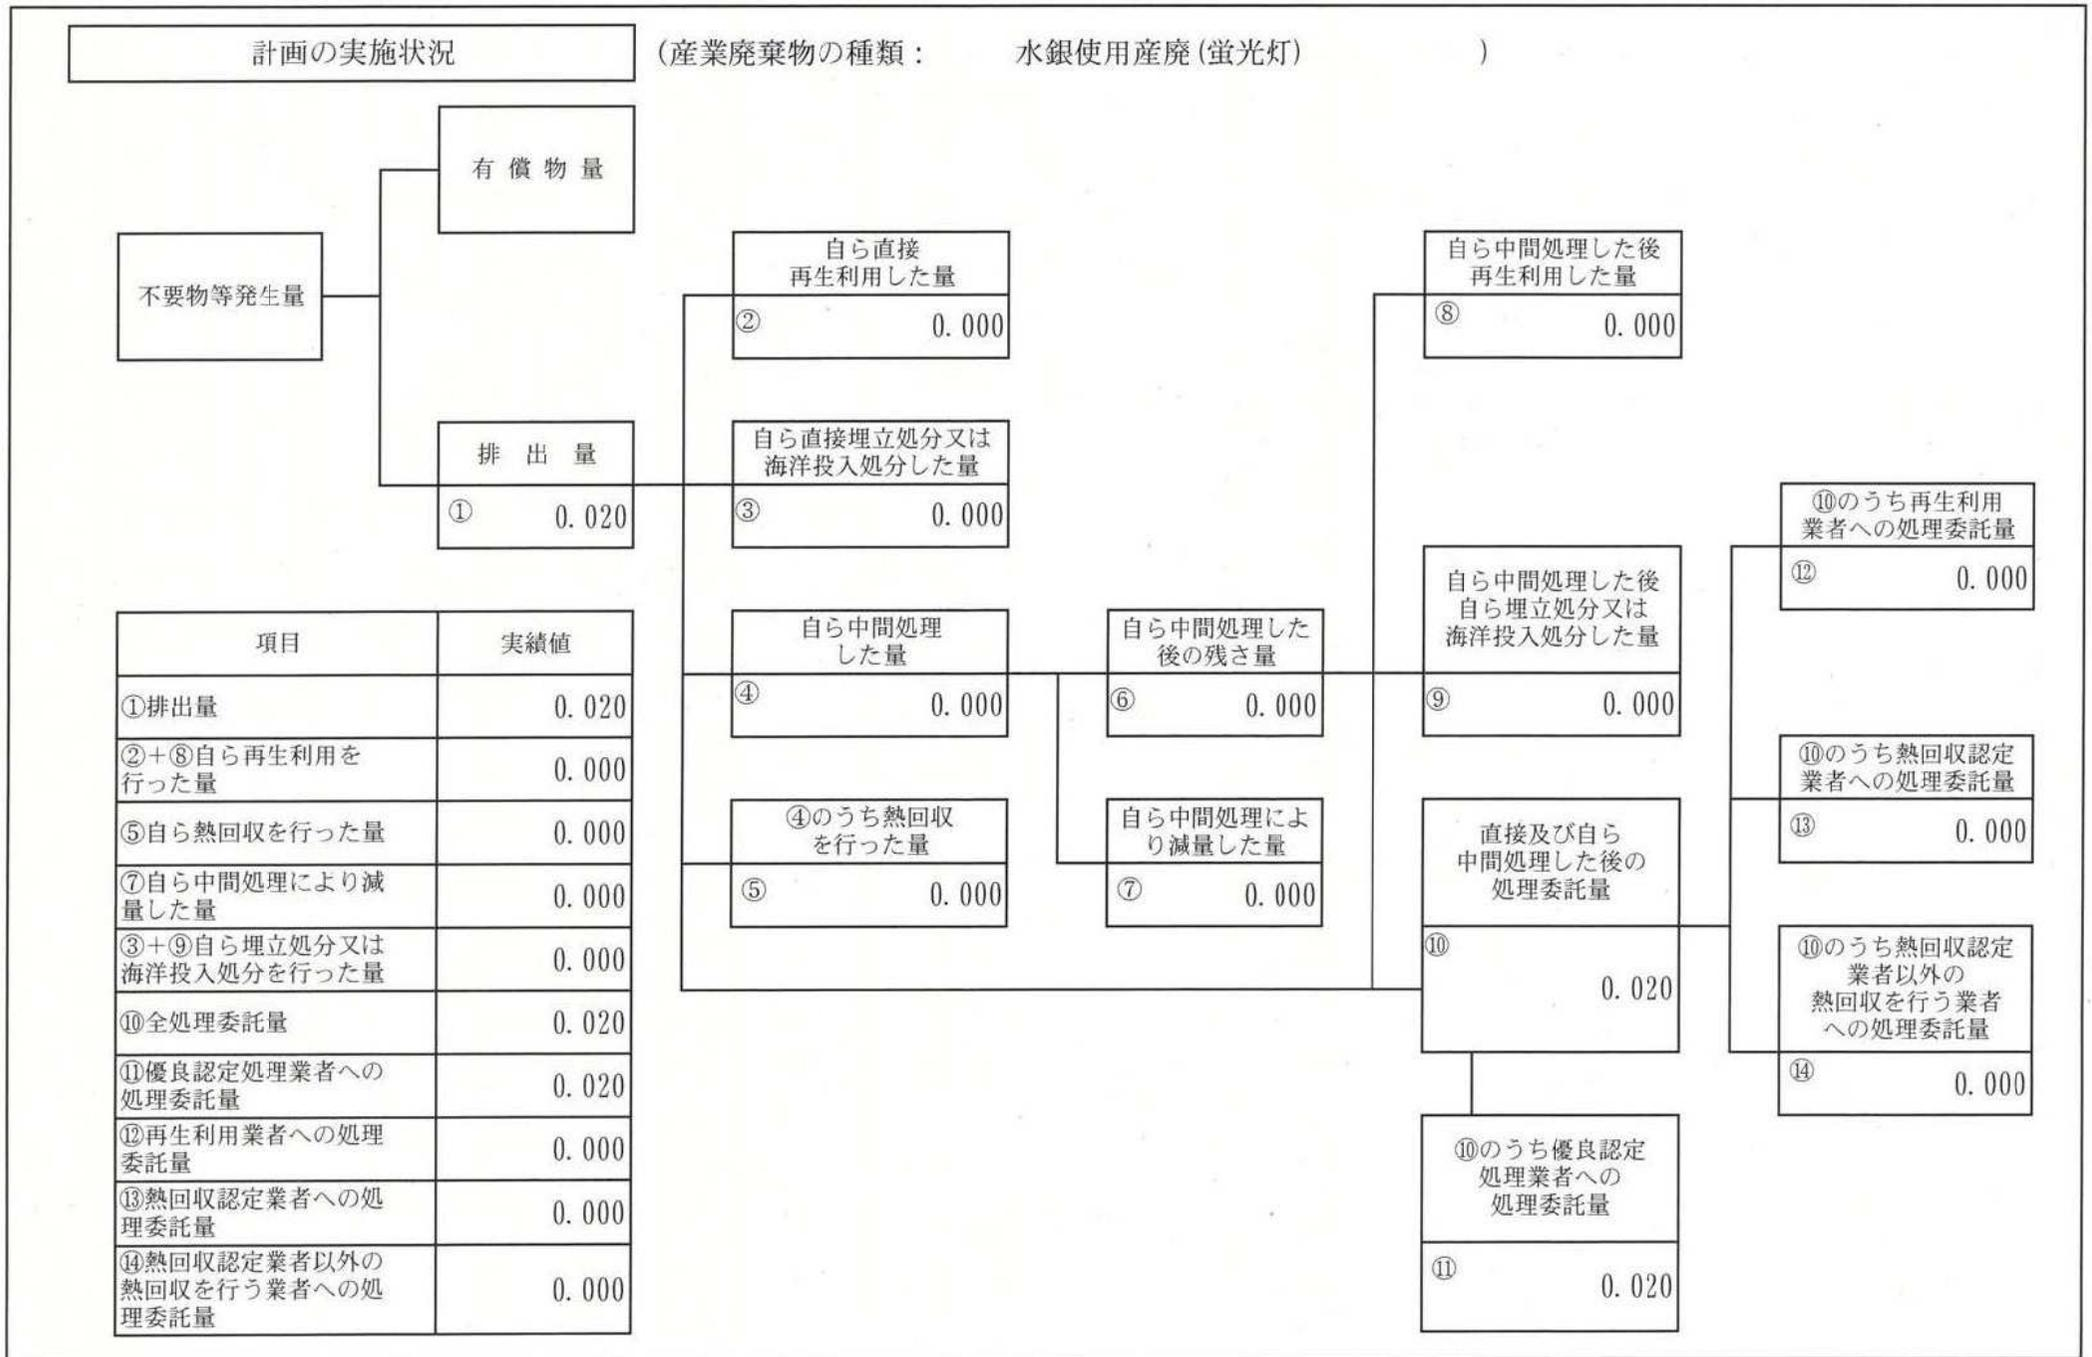 計画の実施状況 (産業廃棄物の種類: 水銀使用産廃(蛍光灯) )
有償物量
不要物等発生量
排出量
① 0.020
自ら直接
再生利用した量
② 0.000
自ら直接埋立処分又は
海洋投入処分した量
③ 0.000
自ら中間処理
した量
④ 0.000
④のうち熱回収
を行った量
⑤ 0.000
自ら中間処理した
後の残さ量
⑥ 0.000
自ら中間処理によ
り減量した量
⑦ 0.000
自ら中間処理した後
再生利用した量
⑧ 0.000
自ら中間処理した後
自ら埋立処分又は
海洋投入処分した量
⑨ 0.000
直接及び自ら
中間処理した後の
処理委託量
⑩
0.020
⑩のうち優良認定
処理業者への
処理委託量
⑪ 0.020
⑩のうち再生利用
業者への処理委託量
⑫ 0.000
⑩のうち熱回収認定
業者への処理委託量
⑬ 0.000
⑩のうち熱回収認定
業者以外の
熱回収を行う業者
への処理委託量
⑭ 0.000
項目 実績値
①排出量 0.020
②+⑧自ら再生利用を
行った量 0.000
⑤自ら熱回収を行った量 0.000
⑦自ら中間処理により減
量した量 0.000
③+⑨自ら埋立処分又は
海洋投入処分を行った量 0.000
⑩全処理委託量 0.020
⑪優良認定処理業者への
処理委託量 0.020
⑫再生利用業者への処理
委託量 0.000
⑬熱回収認定業者への処
理委託量 0.000
⑭熱回収認定業者以外の
熱回収を行う業者への処
理委託量 0.000